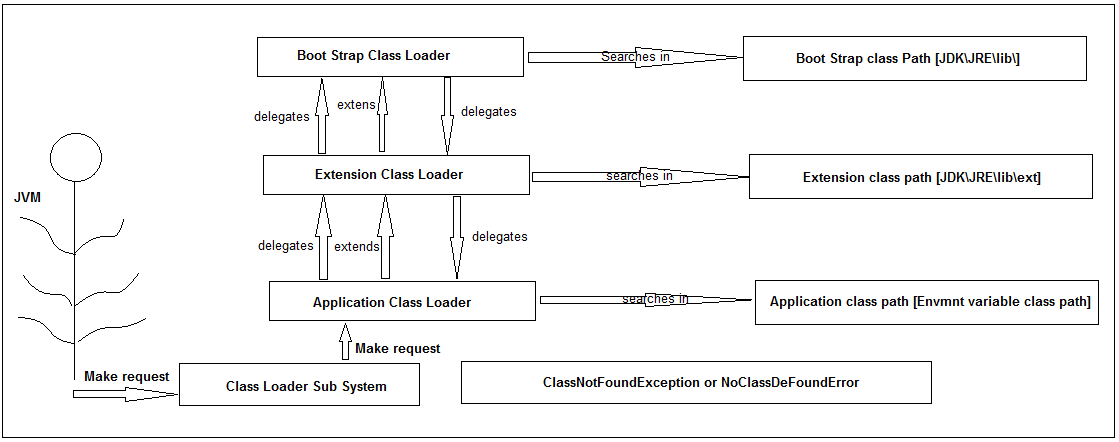 Boot Strap Class Loader
Searches in
Boot Strap class Path [JDK\JRE\lib\]
delegates
extens
delegates
Extension Class Loader
searches in
Extension class path [JDK\JRE\lib\ext]
JVM
delegates
extends
delegates
Application Class Loader
searches in
Application class path [Envmnt variable class path]
Make request
Make request
Class Loader Sub System
ClassNotFoundException or NoClassDeFoundError